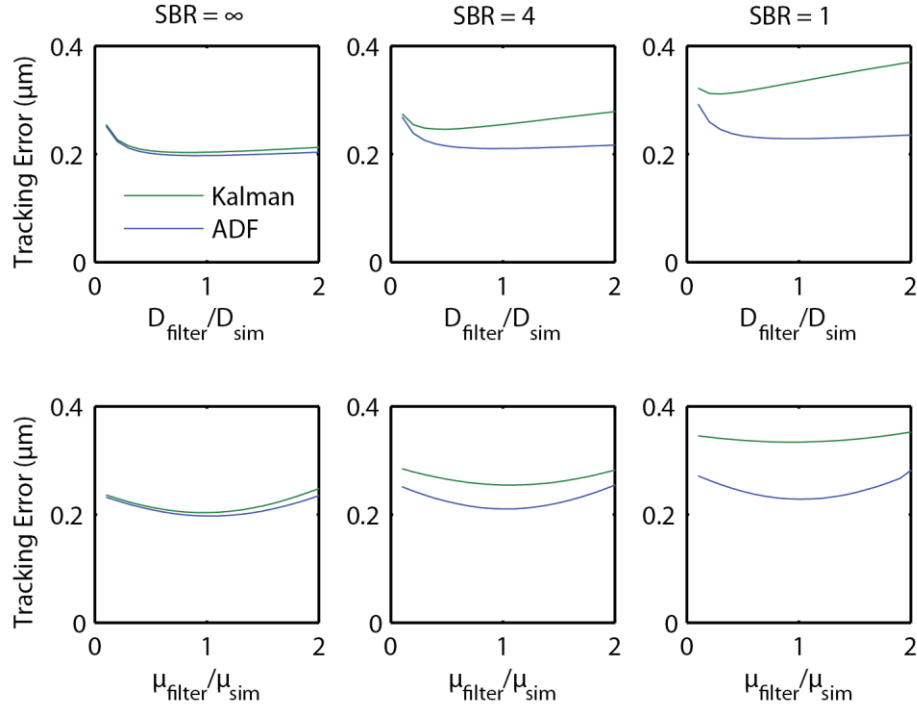 SBR = ∞
SBR = 4
SBR = 1
Tracking Error (μm)
0.4
0.2
0
Kalman
ADF
0
1
2
D_filter/D_sim
0.4
0.2
0
0
1
2
D_filter/D_sim
0.4
0.2
0
0
1
2
D_filter/D_sim
Tracking Error (μm)
0.4
0.2
0
0
1
2
μ_filter/μ_sim
0.4
0.2
0
0
1
2
μ_filter/μ_sim
0.4
0.2
0
0
1
2
μ_filter/μ_sim